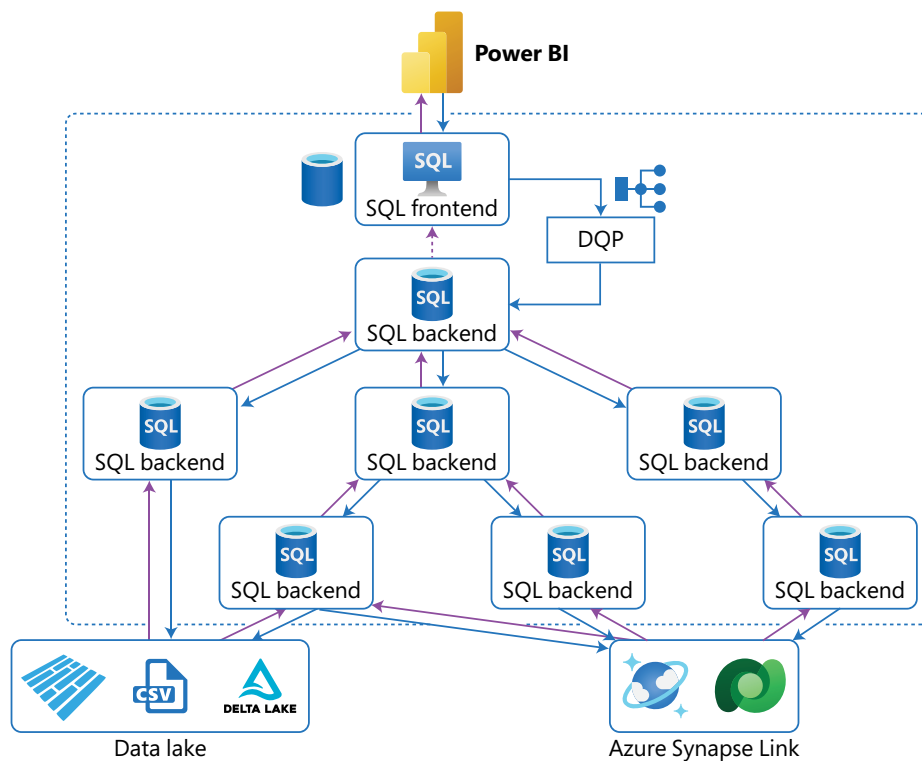 Power BI
SQL
SQL frontend
DQP
SQL
SQL backend
SQL
SQL backend
SQL
SQL backend
SQL
SQL backend
SQL
SQL backend
SQL
SQL backend
SQL
SQL backend
CSV
DELTA LAKE
Data lake
Azure Synapse Link